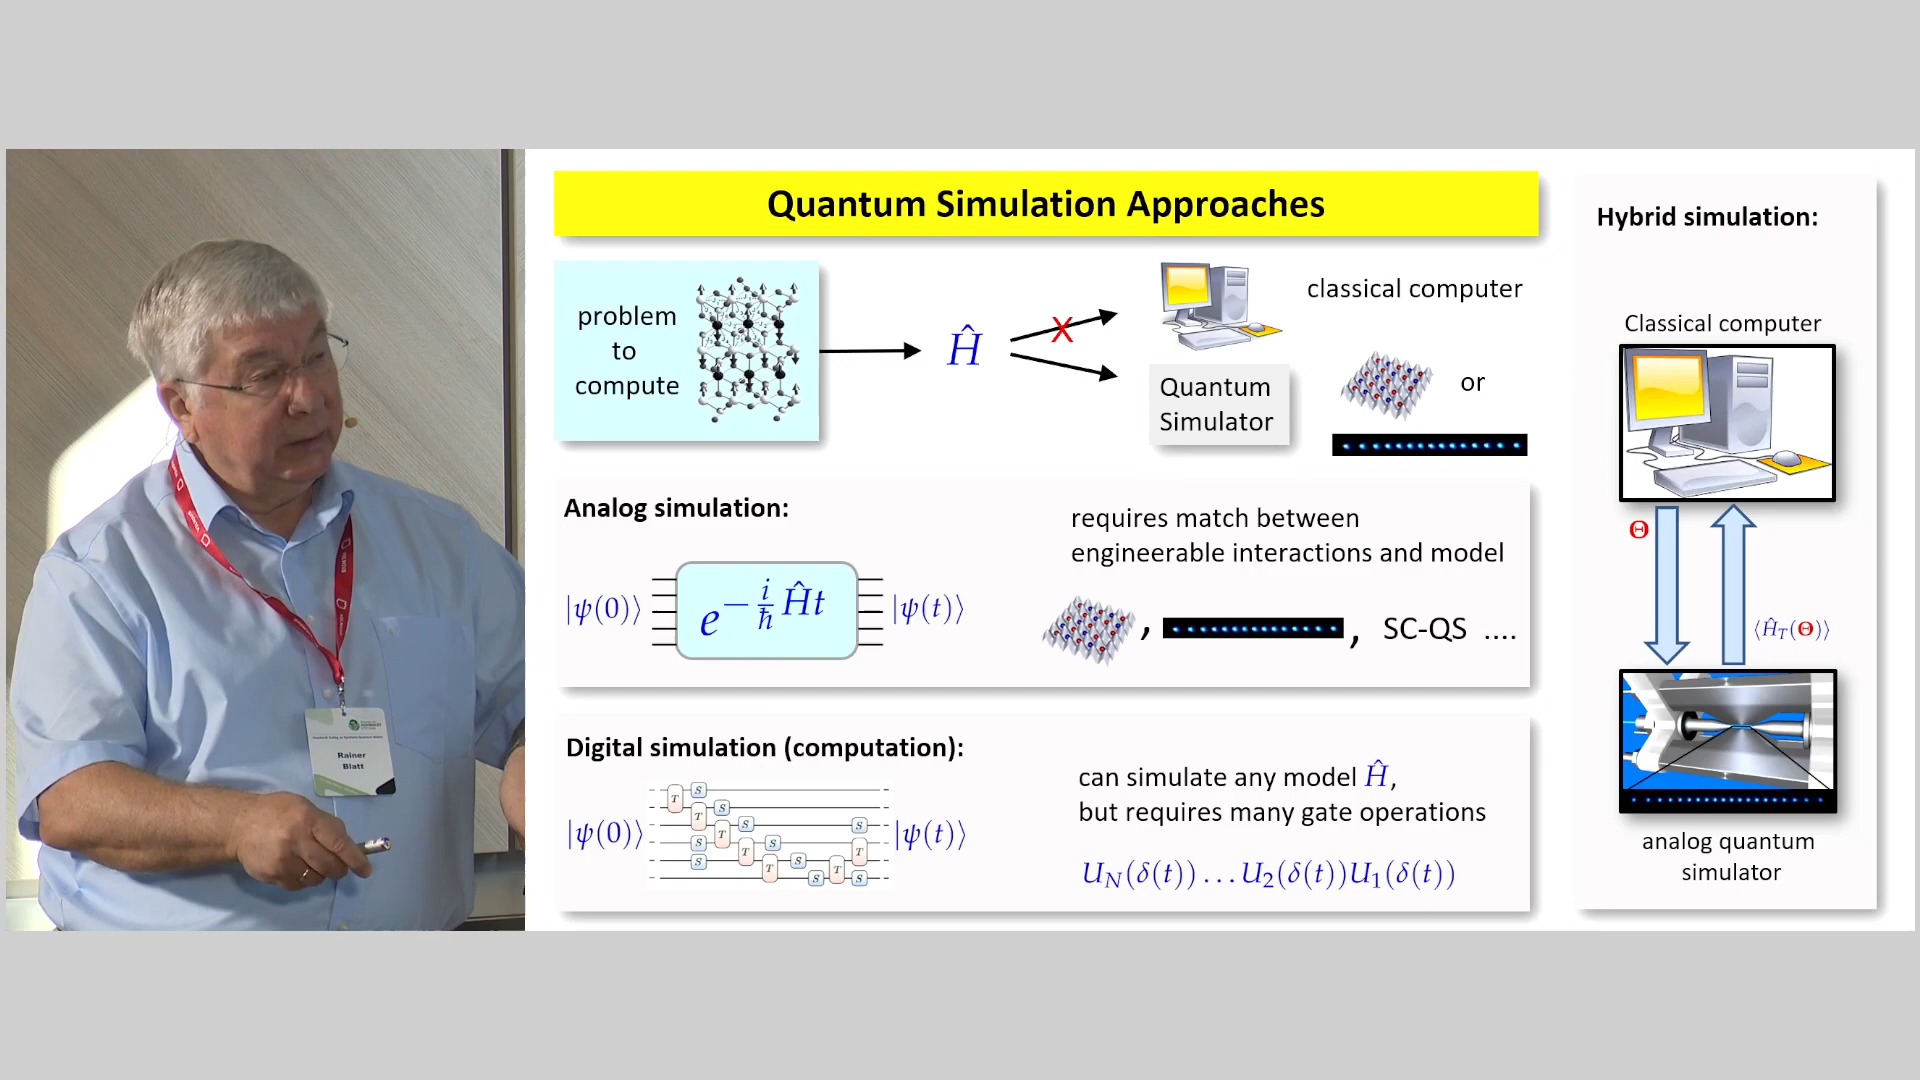 Quantum Simulation Approaches
problem
to
compute
Ĥ
X
classical computer
Quantum
Simulator
or
Analog simulation:
|ψ(0)⟩
e^{-i/ħ Ĥt}
|ψ(t)⟩
requires match between
engineerable interactions and model
, , SC-QS ....
Digital simulation (computation):
|ψ(0)⟩
T S
T S
T S
T S
T S
T S
S
S
S T
S T
S
|ψ(t)⟩
can simulate any model Ĥ,
but requires many gate operations
U_N(δ(t)) … U_2(δ(t))U_1(δ(t))
Hybrid simulation:
Classical computer
Θ
⟨Ĥ_T(Θ)⟩
analog quantum
simulator
Rainer
Blatt